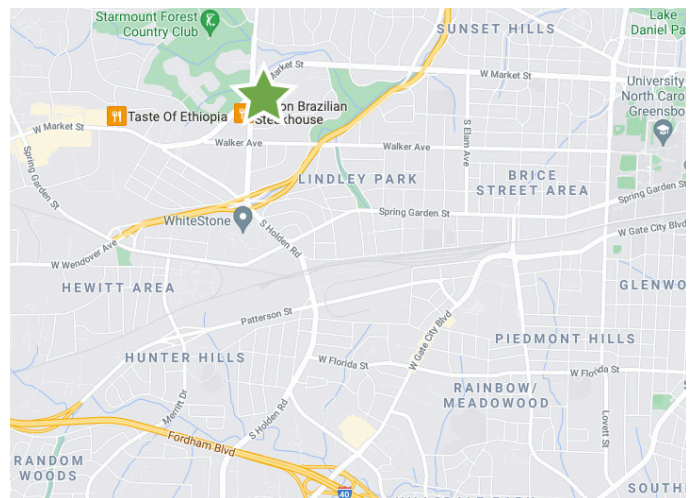 Starmount Forest
Country Club
SUNSET HILLS
Lake
Daniel Pa
Market St
W Market St
University
North Caro
Greensbo
Taste Of Ethiopia
on Brazilian
Steakhouse
W Market St
Walker Ave
Walker Ave
S Elam Ave
Spring Garden St
LINDLEY PARK
BRICE
STREET AREA
Spring Garden St
Spring Garden St
WhiteStone
S Holden Rd
W Gate City Blvd
W Wendover Ave
HEWITT AREA
GLENWO
Patterson St
W Gate City Blvd
PIEDMONT HILLS
HUNTER HILLS
W Florida St
W Florida St
RAINBOW/
MEADOWOOD
Merritt Dr
S Holden Rd
Lovett St
Fordham Blvd
RANDOM
WOODS
40
SOUTH